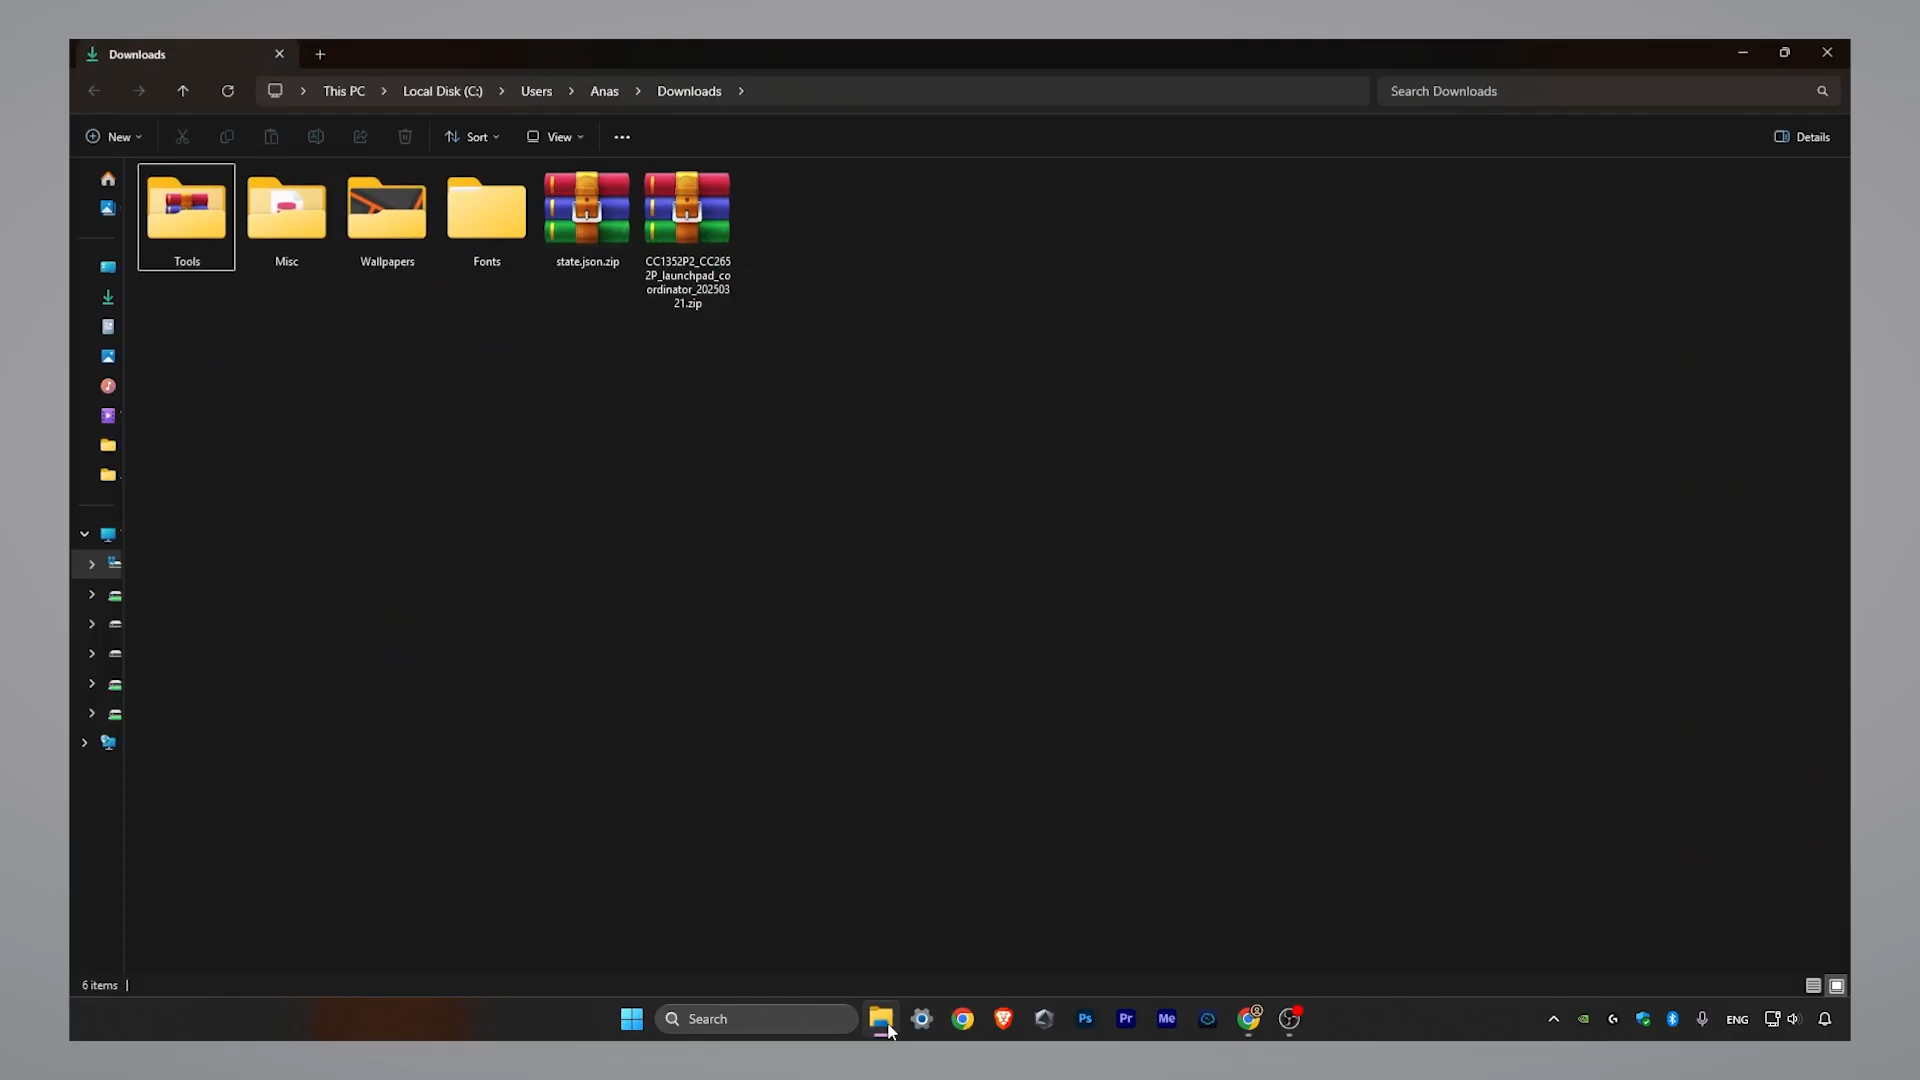 Downloads
This PC
Local Disk (C:)
Users
Anas
Downloads
Search Downloads
New
Sort
View
Details
Tools
Misc
Wallpapers
Fonts
state.json.zip
CC1352P2_CC265
2P_launchpad_co
ordinator_202503
21.zip
6 items
Search
Ps
Pr
Me
ENG